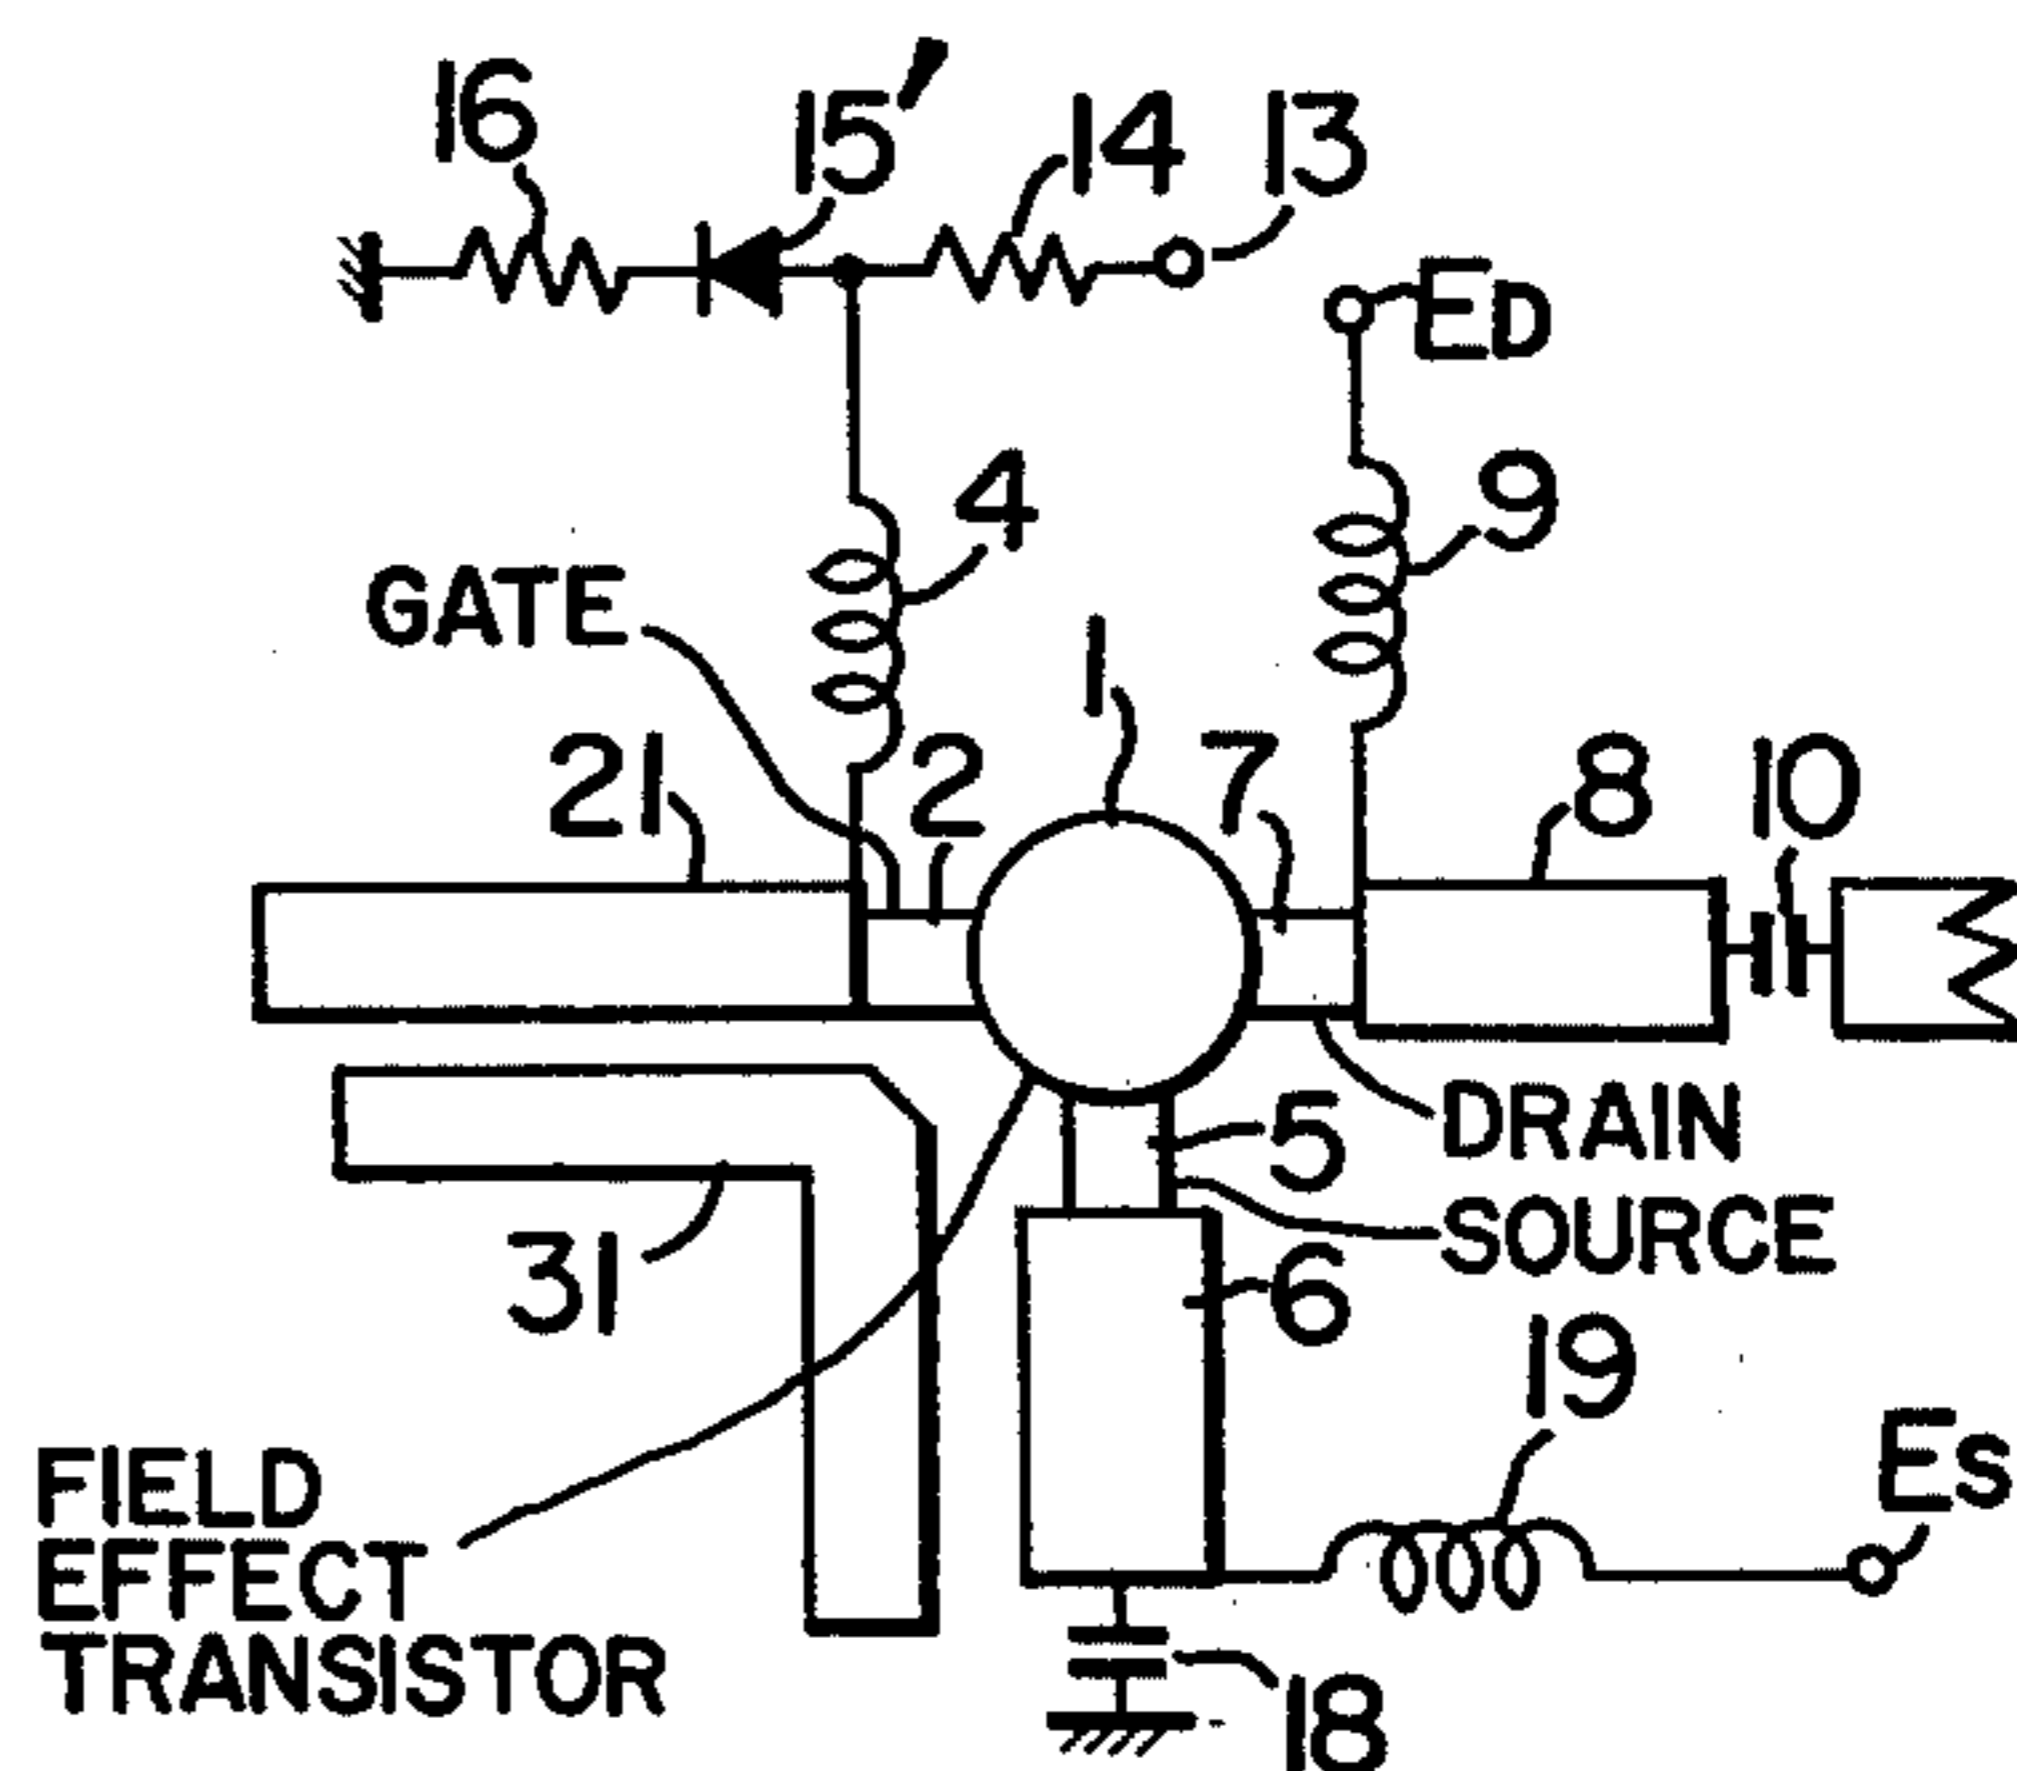 16
15'
14
13
ED
4
9
GATE
1
21
2
7
8
10
DRAIN
5
SOURCE
31
6
19
Es
FIELD
EFFECT
TRANSISTOR
18